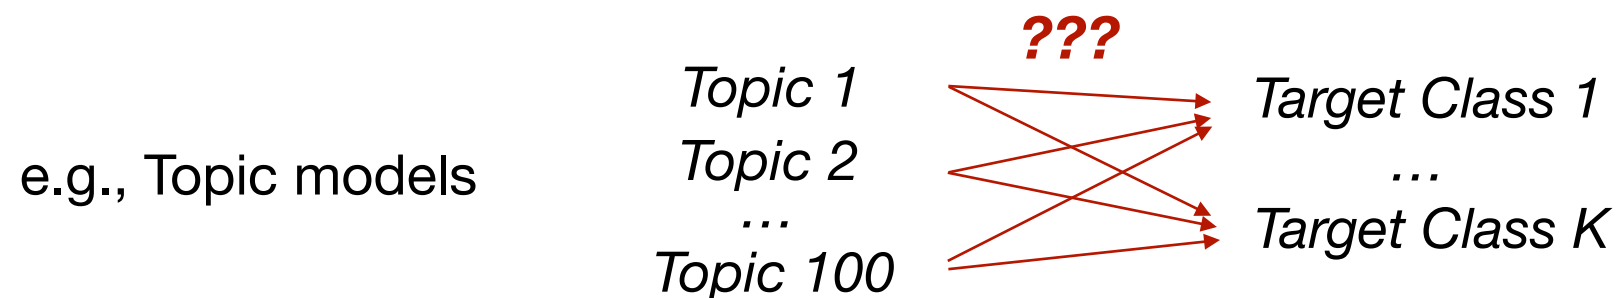 ???
Topic 1
Target Class 1
Topic 2
e.g., Topic models
...
...
Target Class K
Topic 100